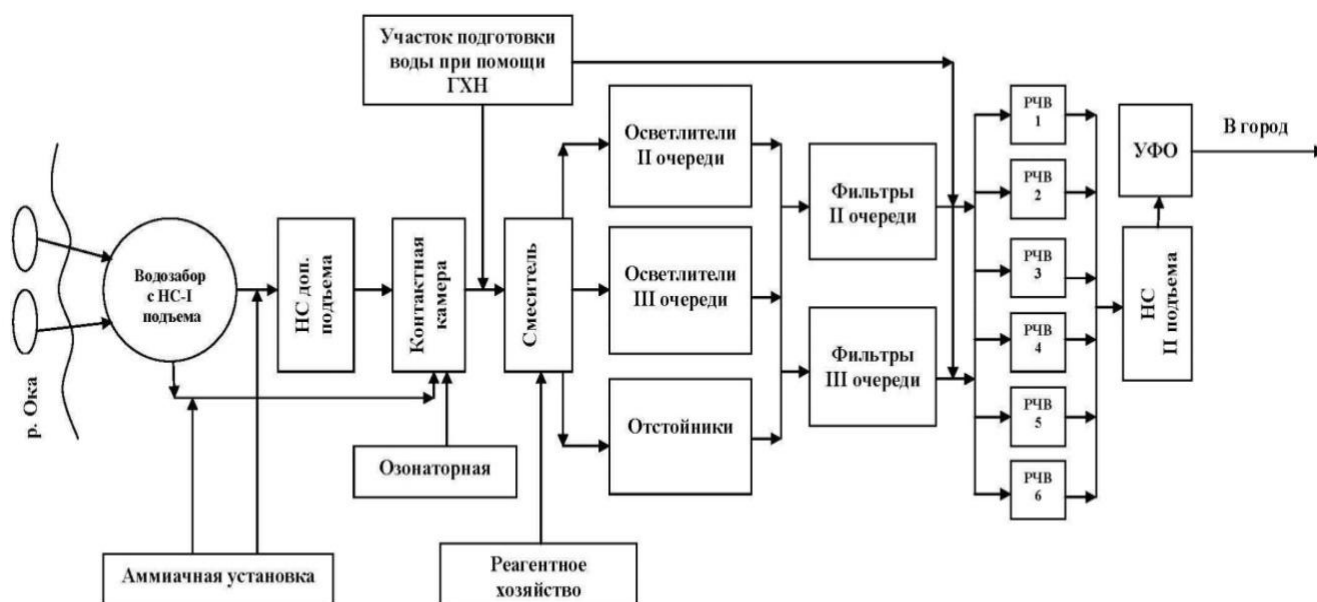 Участок подготовки
воды при помощи
ГХН
Осветлители
II очереди
РЧВ
1
УФО
В город
Фильтры
II очереди
РЧВ
2
Водозабор
с НС-I
подъема
НС доп.
подъема
Контактная
камера
Смеситель
Осветлители
III очереди
РЧВ
3
НС
II подъема
Фильтры
III очереди
РЧВ
4
р. Ока
Отстойники
РЧВ
5
Озонаторная
РЧВ
6
Аммиачная установка
Реагентное
хозяйство